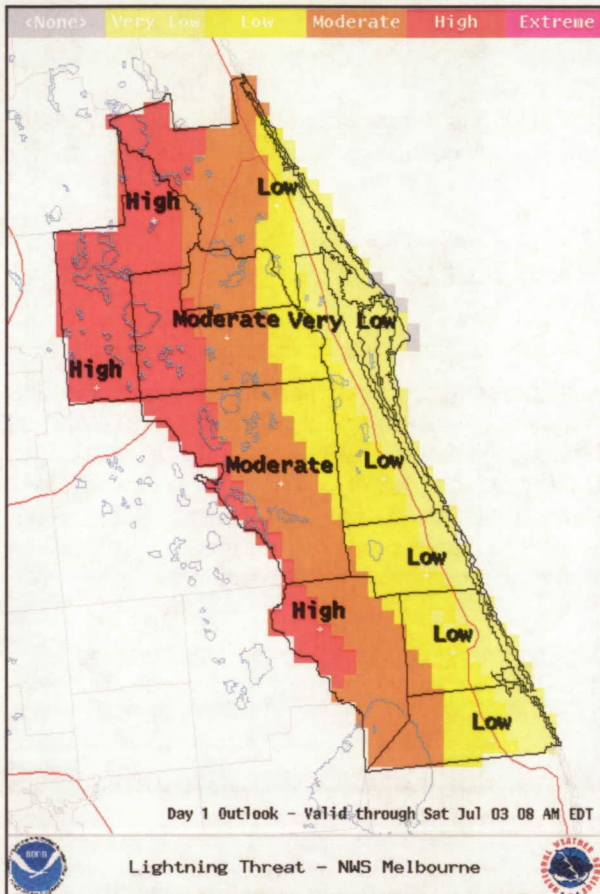 <None> Very Low Low Moderate High Extreme
Low
High
Moderate Very Low
High
Moderate
Low
Low
High
Low
Low
Day 1 Outlook - Valid through Sat Jul 03 08 AM EDT
Lightning Threat - NWS Melbourne